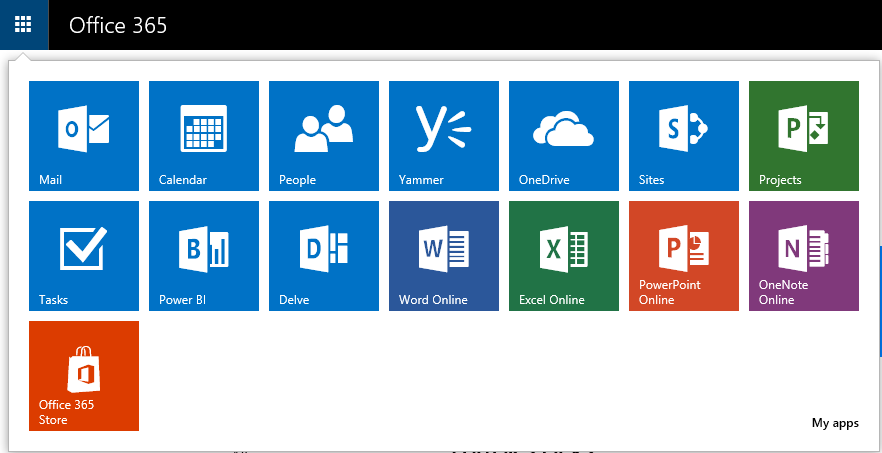 Office 365
Mail
Calendar
People
Yammer
OneDrive
Sites
Projects
Tasks
Power BI
Delve
Word Online
Excel Online
PowerPoint
Online
OneNote
Online
Office 365
Store
My apps